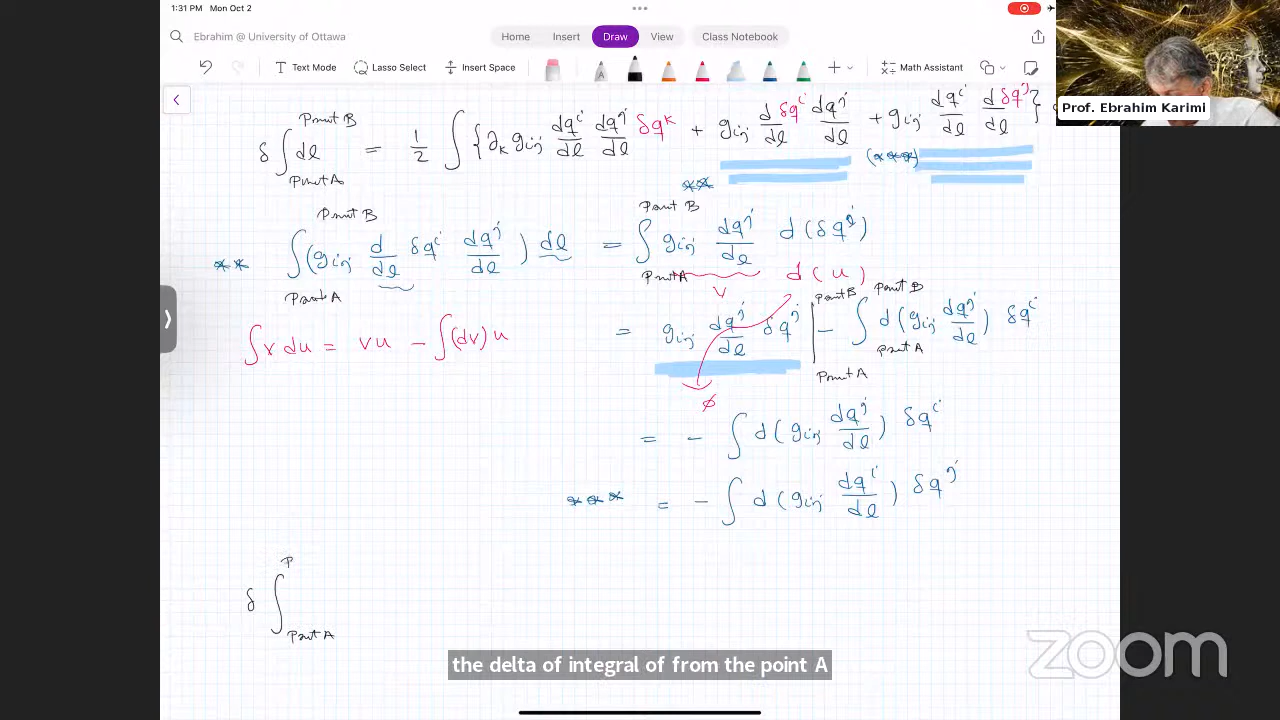 1:31 PM Mon Oct 2
Ebrahim @ University of Ottawa Home Insert Draw View Class Notebook
Text Mode Lasso Select Insert Space Math Assistant
Prof. Ebrahim Karimi
Point B
δ ∫ dl = 1/2 ∫ { ∂k gij dq^i/dl dq^j/dl δq^k + gij d/dl δq^i dq^j/dl + gij dq^i/dl d/dl δq^j }
Point A
** (***)
Point B Point B
** ∫ (gij d/dl δq^i dq^j/dl) dl = ∫ gij dq^j/dl d(δq^i)
Point A Point A
v d(u)
Point B Point B
∫ v du = vu - ∫(dv) u = gij dq^j/dl δq^j | - ∫ d(gij dq^j/dl) δq^i
Point A Point A
ϕ
= - ∫ d(gij dq^j/dl) δq^i
*** = - ∫ d(gij dq^i/dl) δq^j
P
δ ∫
Point A
the delta of integral of from the point A
zoom